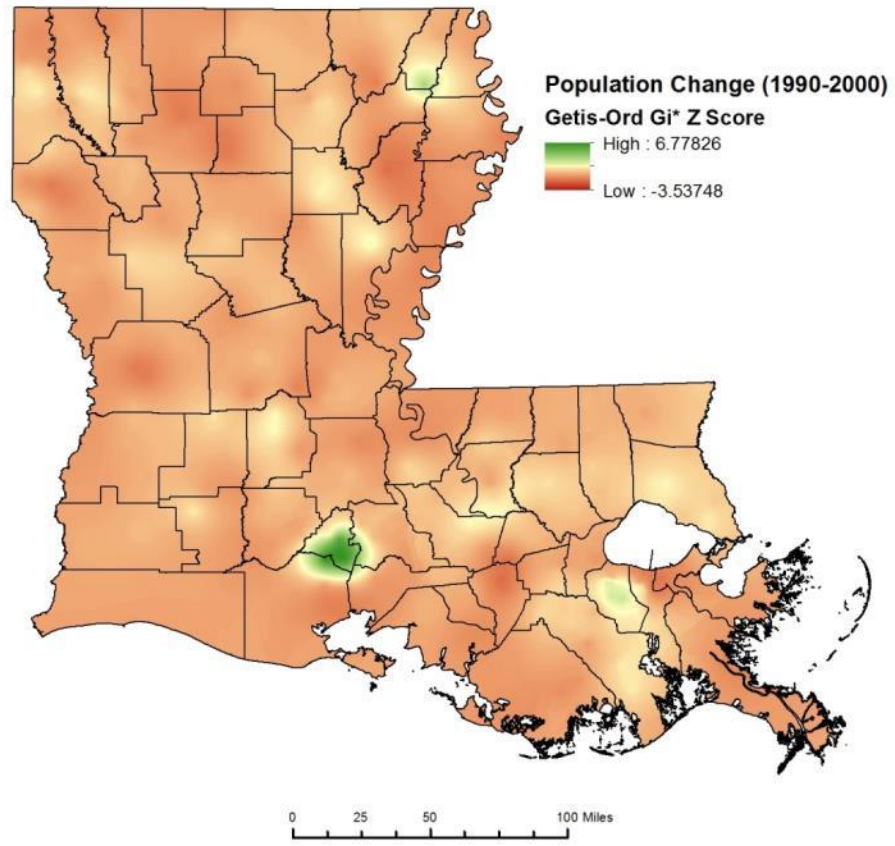 Population Change (1990-2000)
Getis-Ord Gi* Z Score
High : 6.77826
Low : -3.53748
0 25 50 100 Miles